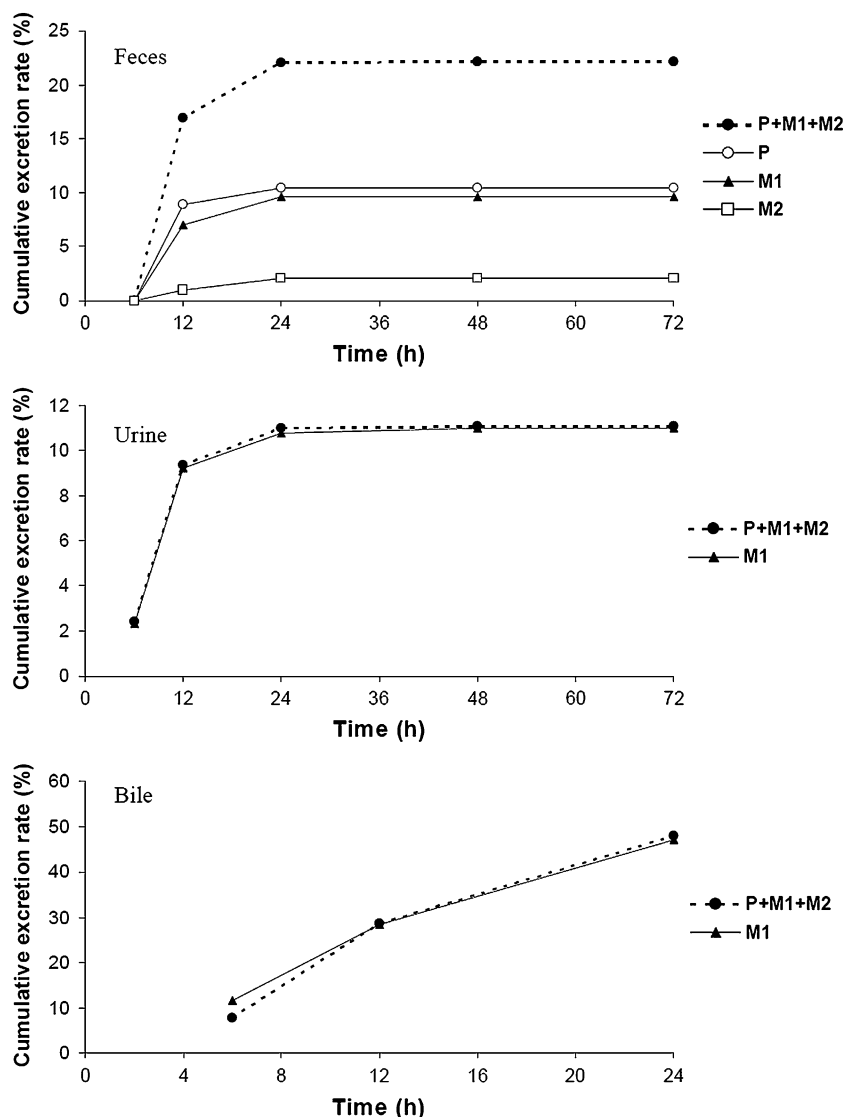 Cumulative excretion rate (%)
25
20
15
10
5
0
Feces
0 12 24 36 48 60 72
Time (h)
P+M1+M2
P
M1
M2
Cumulative excretion rate (%)
12
10
8
6
4
2
0
Urine
0 12 24 36 48 60 72
Time (h)
P+M1+M2
M1
Cumulative excretion rate (%)
60
50
40
30
20
10
0
Bile
0 4 8 12 16 20 24
Time (h)
P+M1+M2
M1